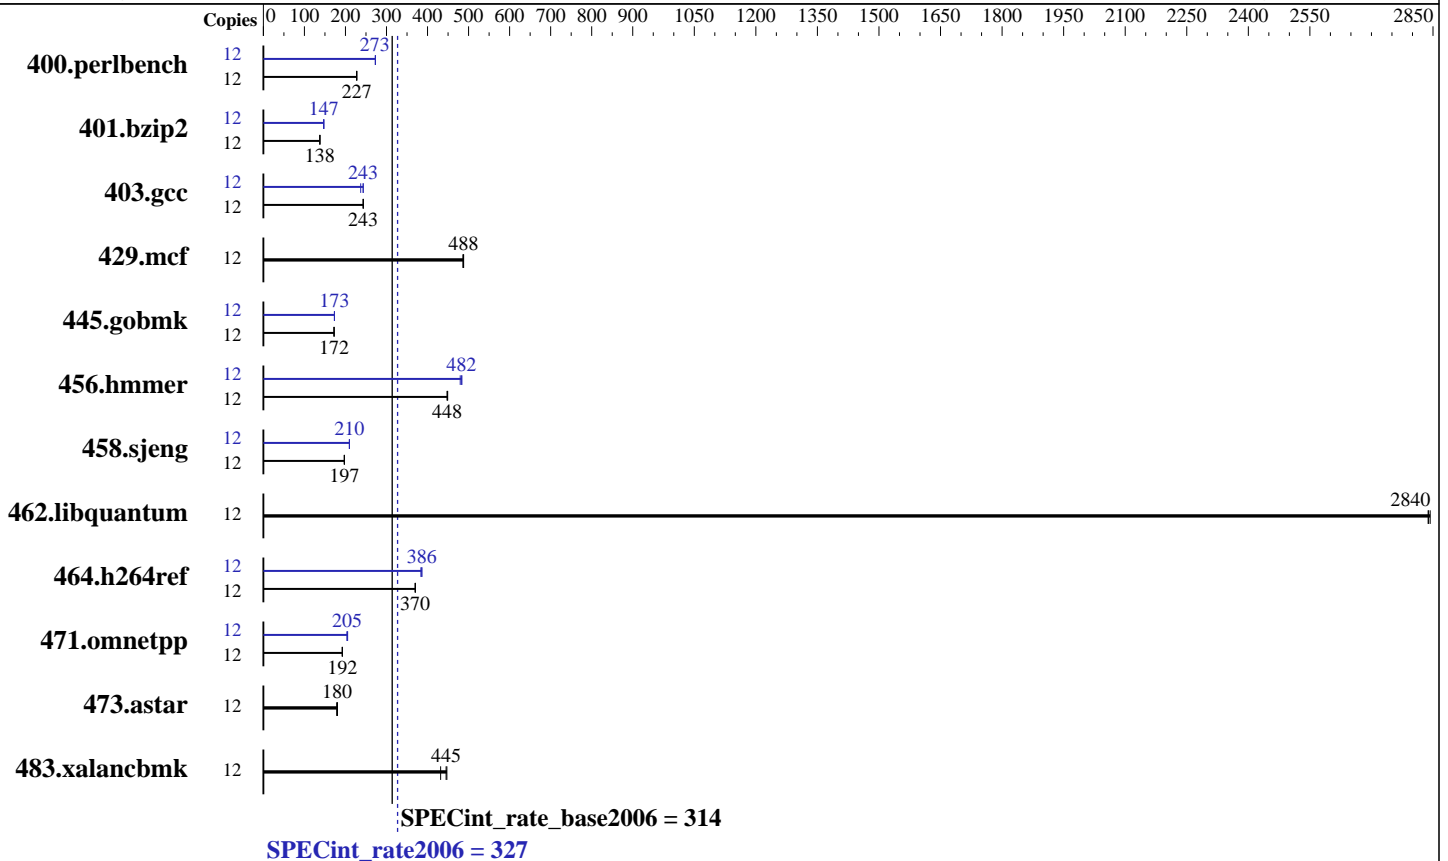 Copies 0 100 200 300 400 500 600 700 800 900 1050 1200 1350 1500 1650 1800 1950 2100 2250 2400 2550 2850
400.perlbench 12 273
12 227
401.bzip2 12 147
12 138
403.gcc 12 243
12 243
429.mcf 12 488
445.gobmk 12 173
12 172
456.hmmer 12 482
12 448
458.sjeng 12 210
12 197
462.libquantum 12 2840
464.h264ref 12 386
12 370
471.omnetpp 12 205
12 192
473.astar 12 180
483.xalancbmk 12 445
SPECint_rate_base2006 = 314
SPECint_rate2006 = 327